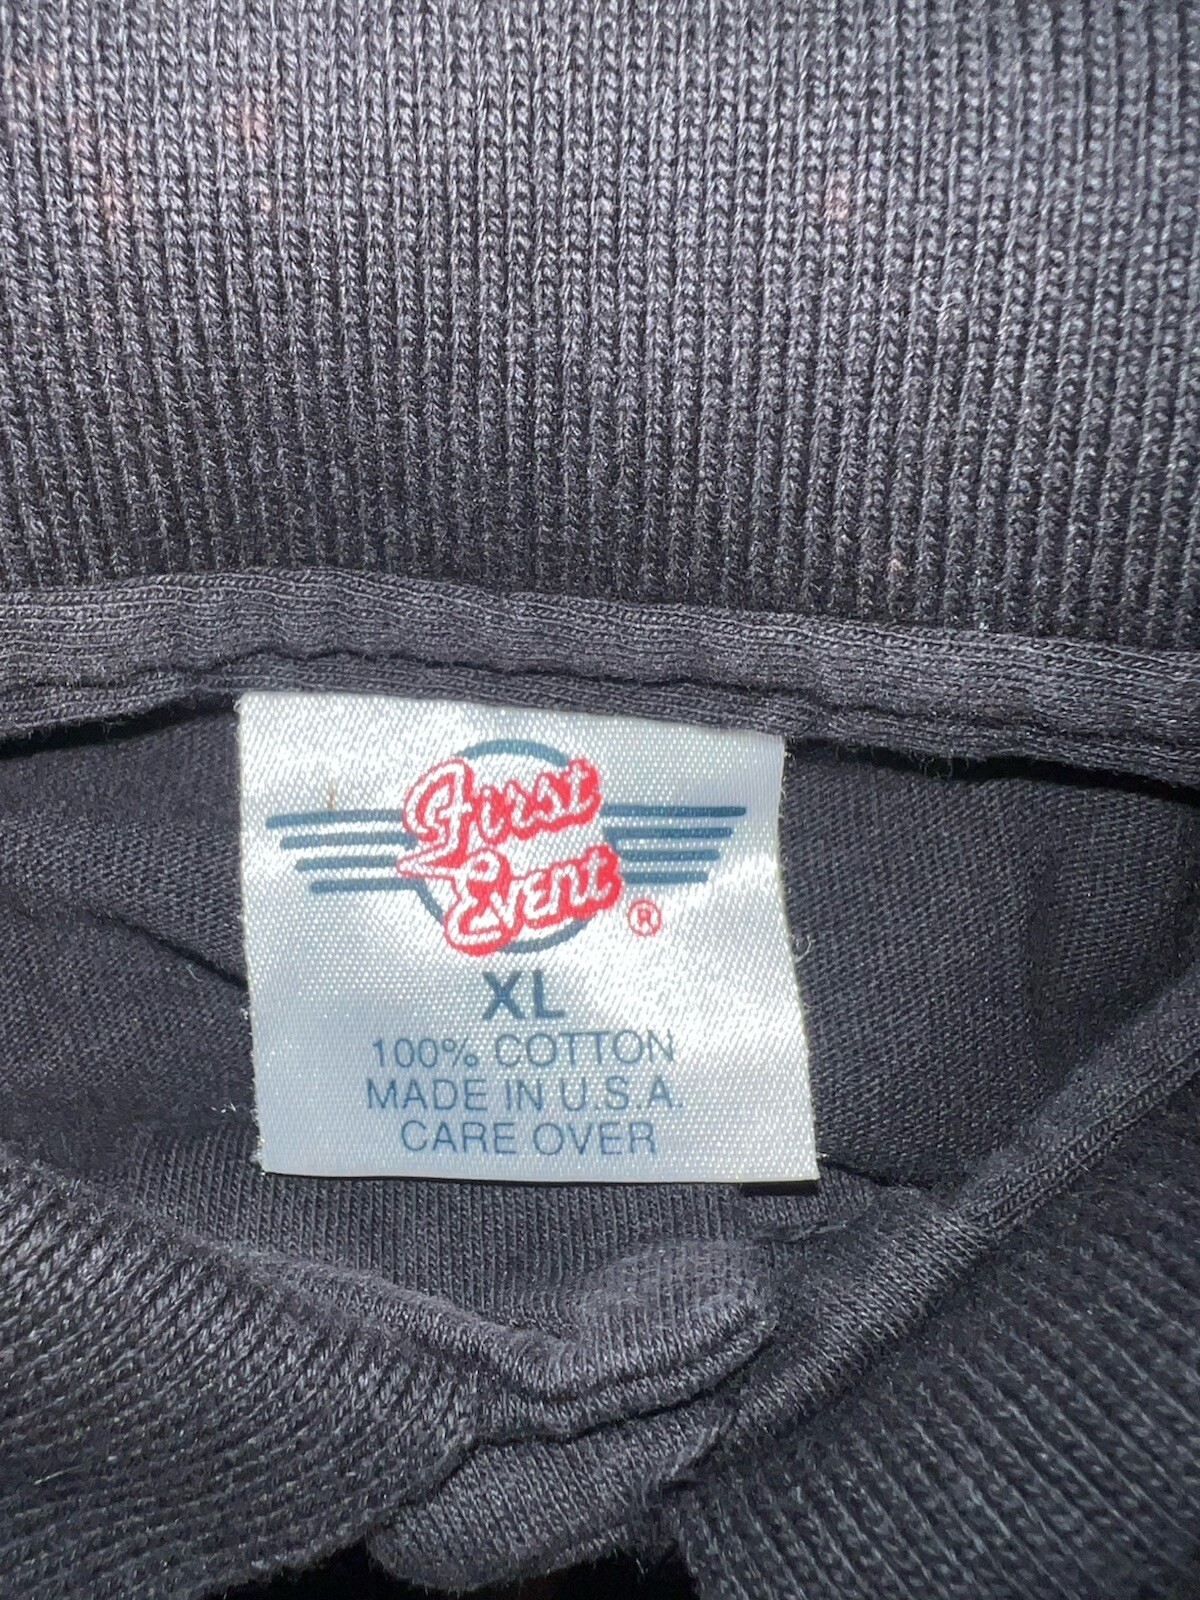 First
Event
®
XL
100% COTTON
MADE IN U.S.A.
CARE OVER